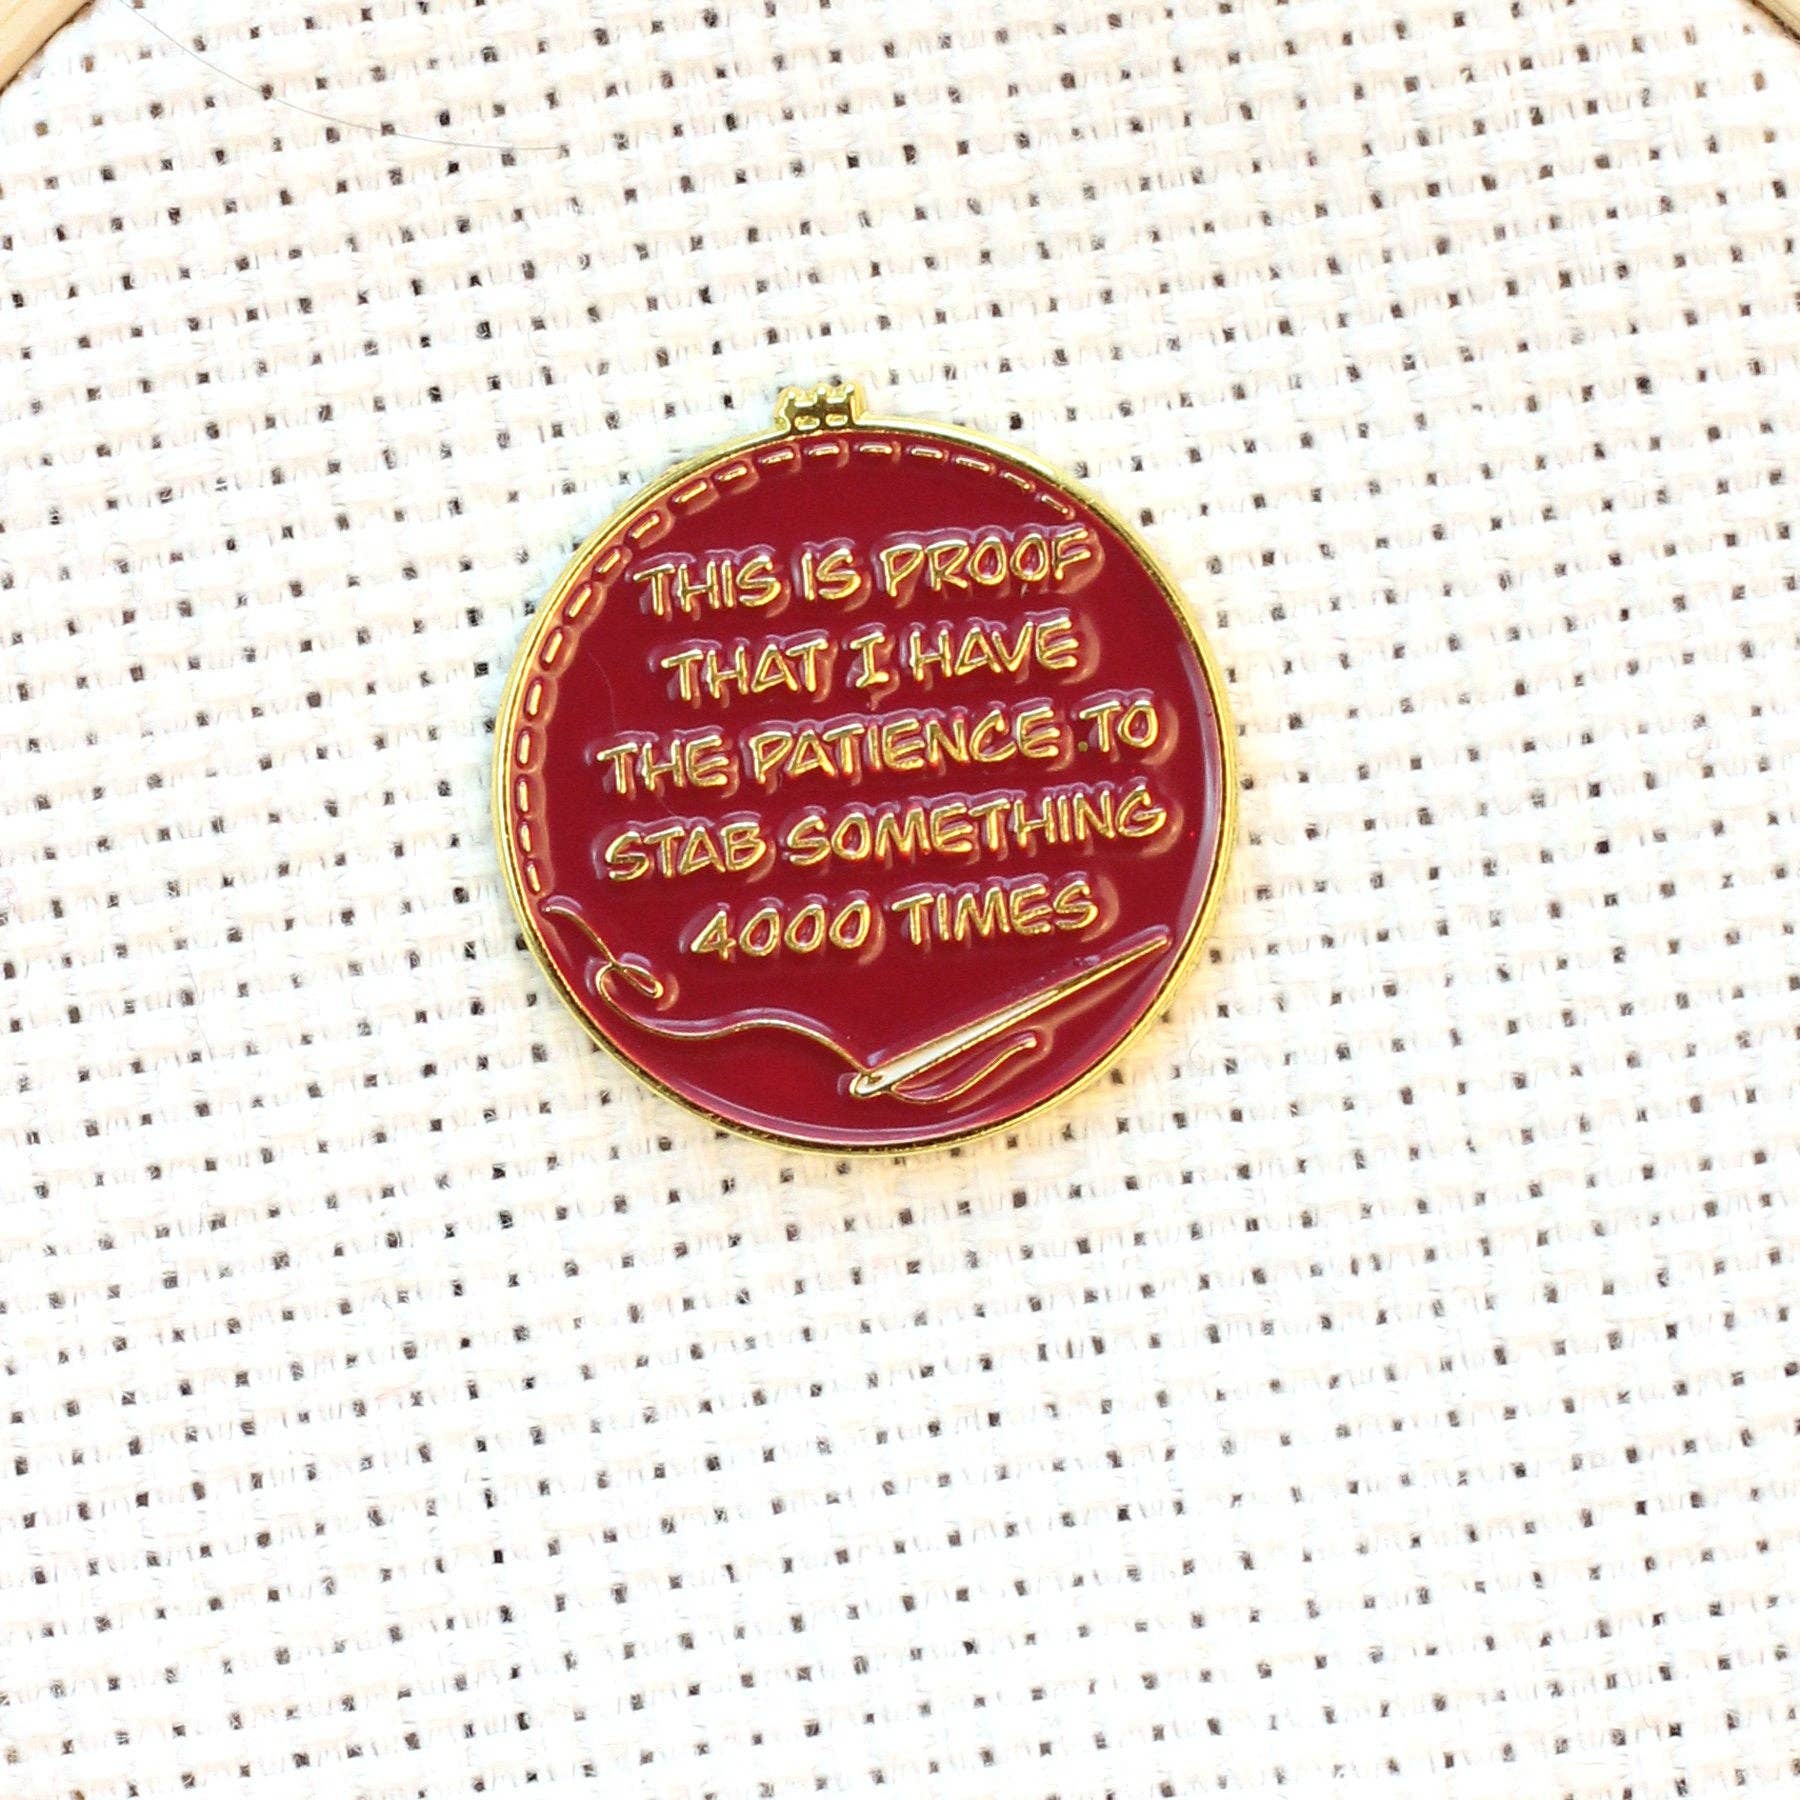 THIS IS PROOF
THAT I HAVE
THE PATIENCE TO
STAB SOMETHING
4000 TIMES